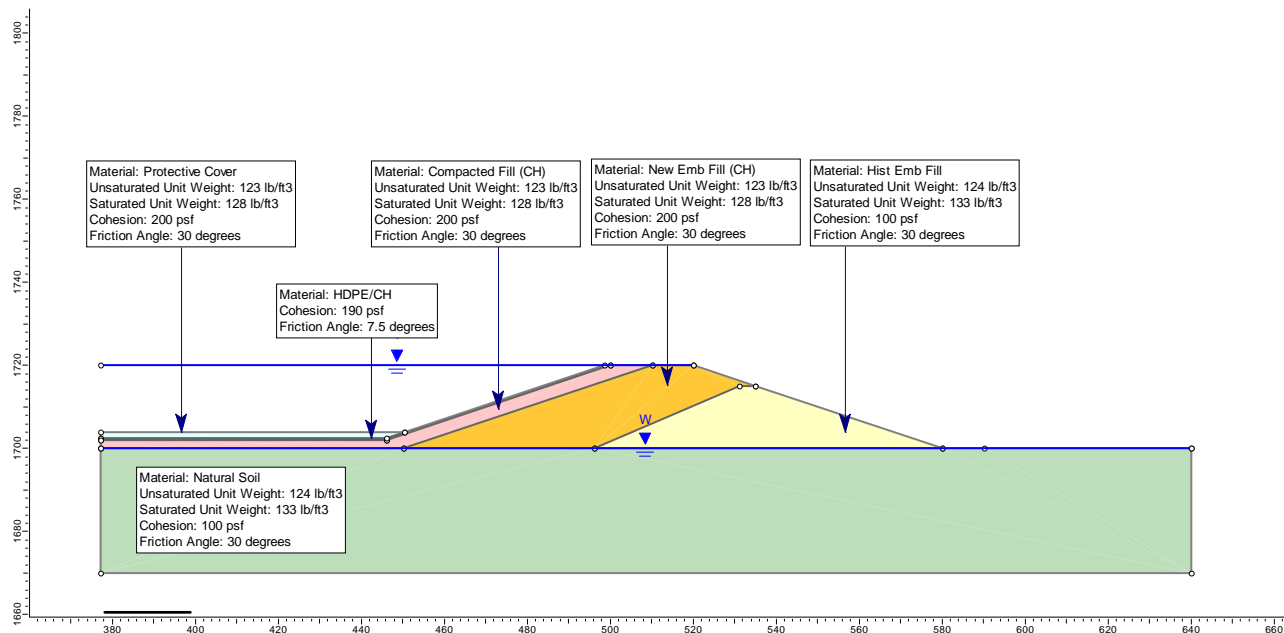 1800
1780
1760
1740
1720
1700
1680
1660
Material: Protective Cover
Unsaturated Unit Weight: 123 lb/ft3
Saturated Unit Weight: 128 lb/ft3
Cohesion: 200 psf
Friction Angle: 30 degrees
Material: Compacted Fill (CH)
Unsaturated Unit Weight: 123 lb/ft3
Saturated Unit Weight: 128 lb/ft3
Cohesion: 200 psf
Friction Angle: 30 degrees
Material: New Emb Fill (CH)
Unsaturated Unit Weight: 123 lb/ft3
Saturated Unit Weight: 128 lb/ft3
Cohesion: 200 psf
Friction Angle: 30 degrees
Material: Hist Emb Fill
Unsaturated Unit Weight: 124 lb/ft3
Saturated Unit Weight: 133 lb/ft3
Cohesion: 100 psf
Friction Angle: 30 degrees
Material: HDPE/CH
Cohesion: 190 psf
Friction Angle: 7.5 degrees
W
Material: Natural Soil
Unsaturated Unit Weight: 124 lb/ft3
Saturated Unit Weight: 133 lb/ft3
Cohesion: 100 psf
Friction Angle: 30 degrees
380 400 420 440 460 480 500 520 540 560 580 600 620 640 660